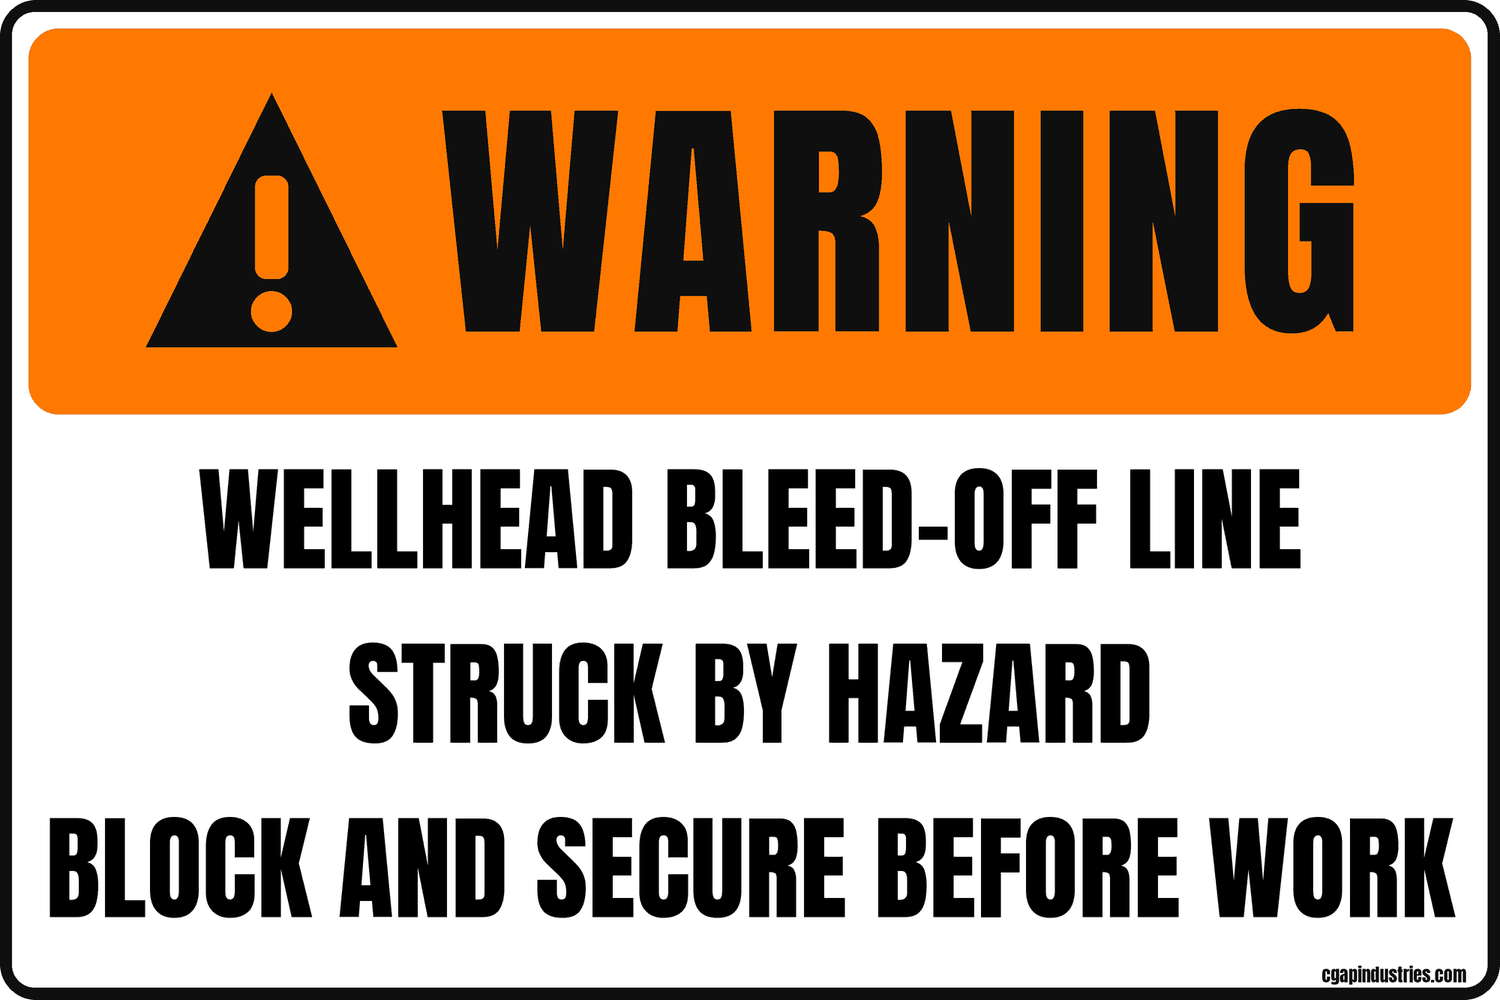 WARNING
WELLHEAD BLEED-OFF LINE
STRUCK BY HAZARD
BLOCK AND SECURE BEFORE WORK
cgapindustries.com